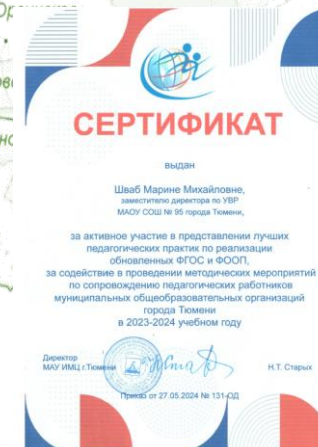 СЕРТИФИКАТ
выдан
Шваб Марине Михайловне,
заместителю директора по УВР
МАОУ СОШ № 95 города Тюмени,
за активное участие в представлении лучших
педагогических практик по реализации
обновленных ФГОС и ФООП,
за содействие в проведении методических мероприятий
по сопровождению педагогических работников
муниципальных общеобразовательных организаций
города Тюмени
в 2023-2024 учебном году
Директор
МАУ ИМЦ г.Тюмени
Н.Т. Старых
Приказ от 27.05.2024 № 131-ОД